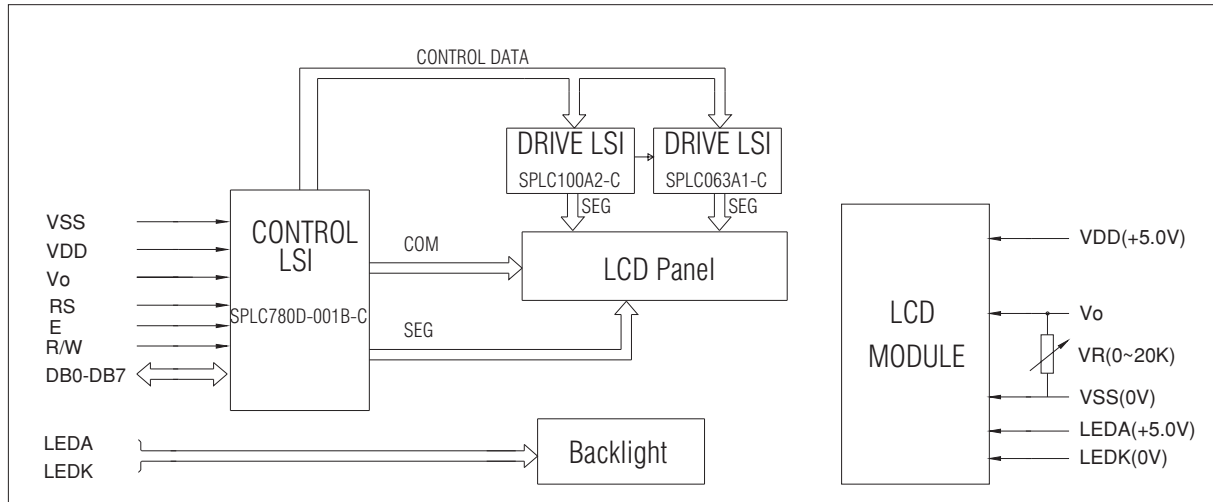 CONTROL DATA
DRIVE LSI
SPLC100A2-C
DRIVE LSI
SPLC063A1-C
SEG
SEG
VSS
VDD
Vo
RS
E
R/W
DB0-DB7
CONTROL
LSI
SPLC780D-001B-C
COM
SEG
LCD Panel
LEDA
LEDK
Backlight
LCD
MODULE
VDD(+5.0V)
Vo
VR(0~20K)
VSS(0V)
LEDA(+5.0V)
LEDK(0V)